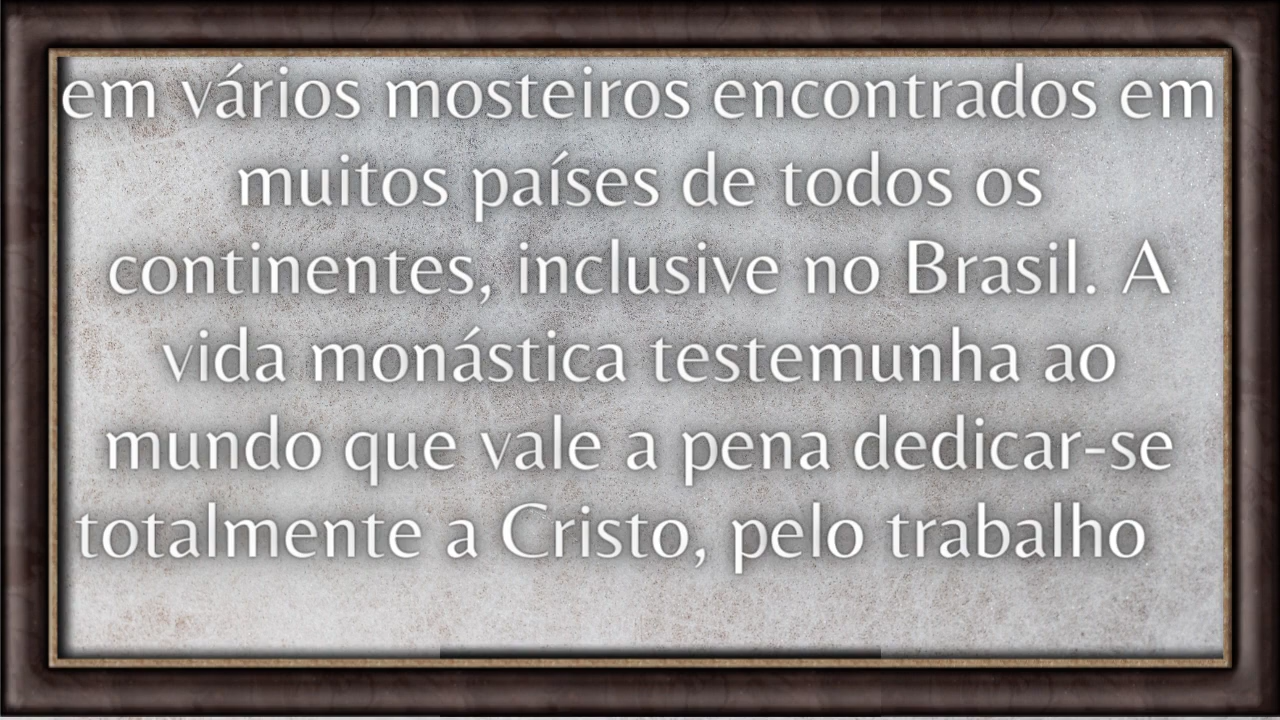 em vários mosteiros encontrados em
muitos países de todos os
continentes, inclusive no Brasil. A
vida monástica testemunha ao
mundo que vale a pena dedicar-se
totalmente a Cristo, pelo trabalho